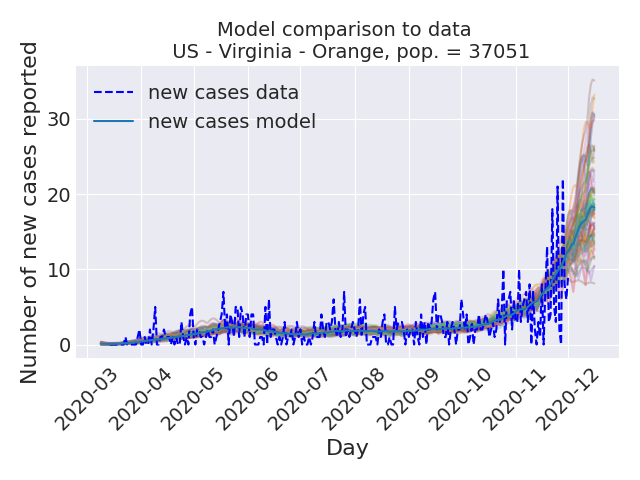 Model comparison to data
US - Virginia - Orange, pop. = 37051
Number of new cases reported
30
20
10
0
new cases data
new cases model
2020-03
2020-04
2020-05
2020-06
2020-07
2020-08
2020-09
2020-10
2020-11
2020-12
Day